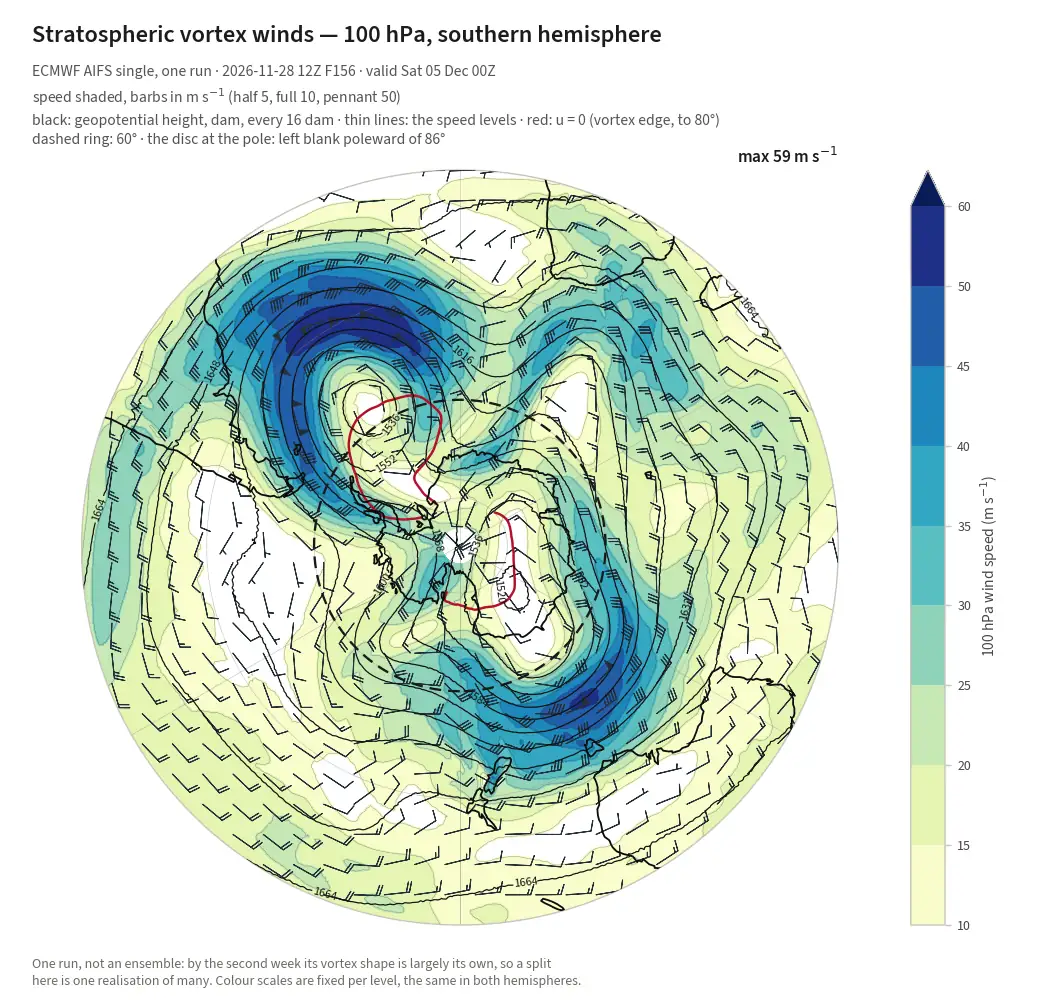 Stratospheric vortex winds — 100 hPa, southern hemisphere
ECMWF AIFS single, one run · 2026-11-28 12Z F156 · valid Sat 05 Dec 00Z
speed shaded, barbs in m s⁻¹ (half 5, full 10, pennant 50)
black: geopotential height, dam, every 16 dam · thin lines: the speed levels · red: u = 0 (vortex edge, to 80°)
dashed ring: 60° · the disc at the pole: left blank poleward of 86°
max 59 m s⁻¹
60
50
45
40
35
30
25
20
15
10
100 hPa wind speed (m s⁻¹)
1664
1616
1648
1536
1552
1664
1520
1664
1664
One run, not an ensemble: by the second week its vortex shape is largely its own, so a split
here is one realisation of many. Colour scales are fixed per level, the same in both hemispheres.